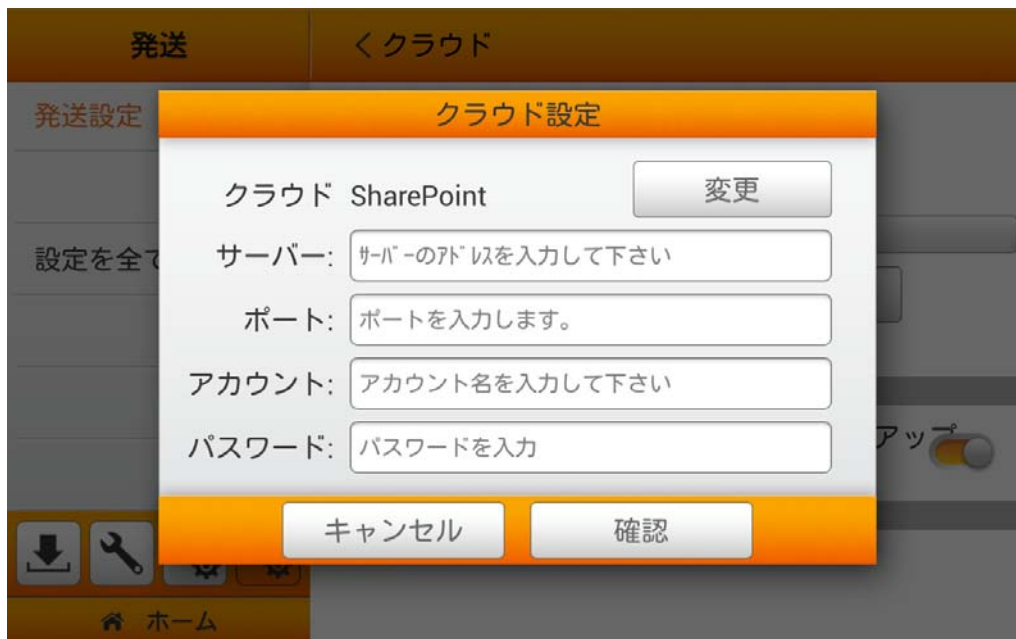 発送
く クラウド
発送設定
クラウド設定
クラウド SharePoint 変更
設定を全て
サーバー: ｻｰﾊﾞｰのｱﾄﾞﾚｽを入力して下さい
ポート: ポートを入力します。
アカウント: アカウント名を入力して下さい
パスワード: パスワードを入力
アップ
キャンセル 確認
ホーム